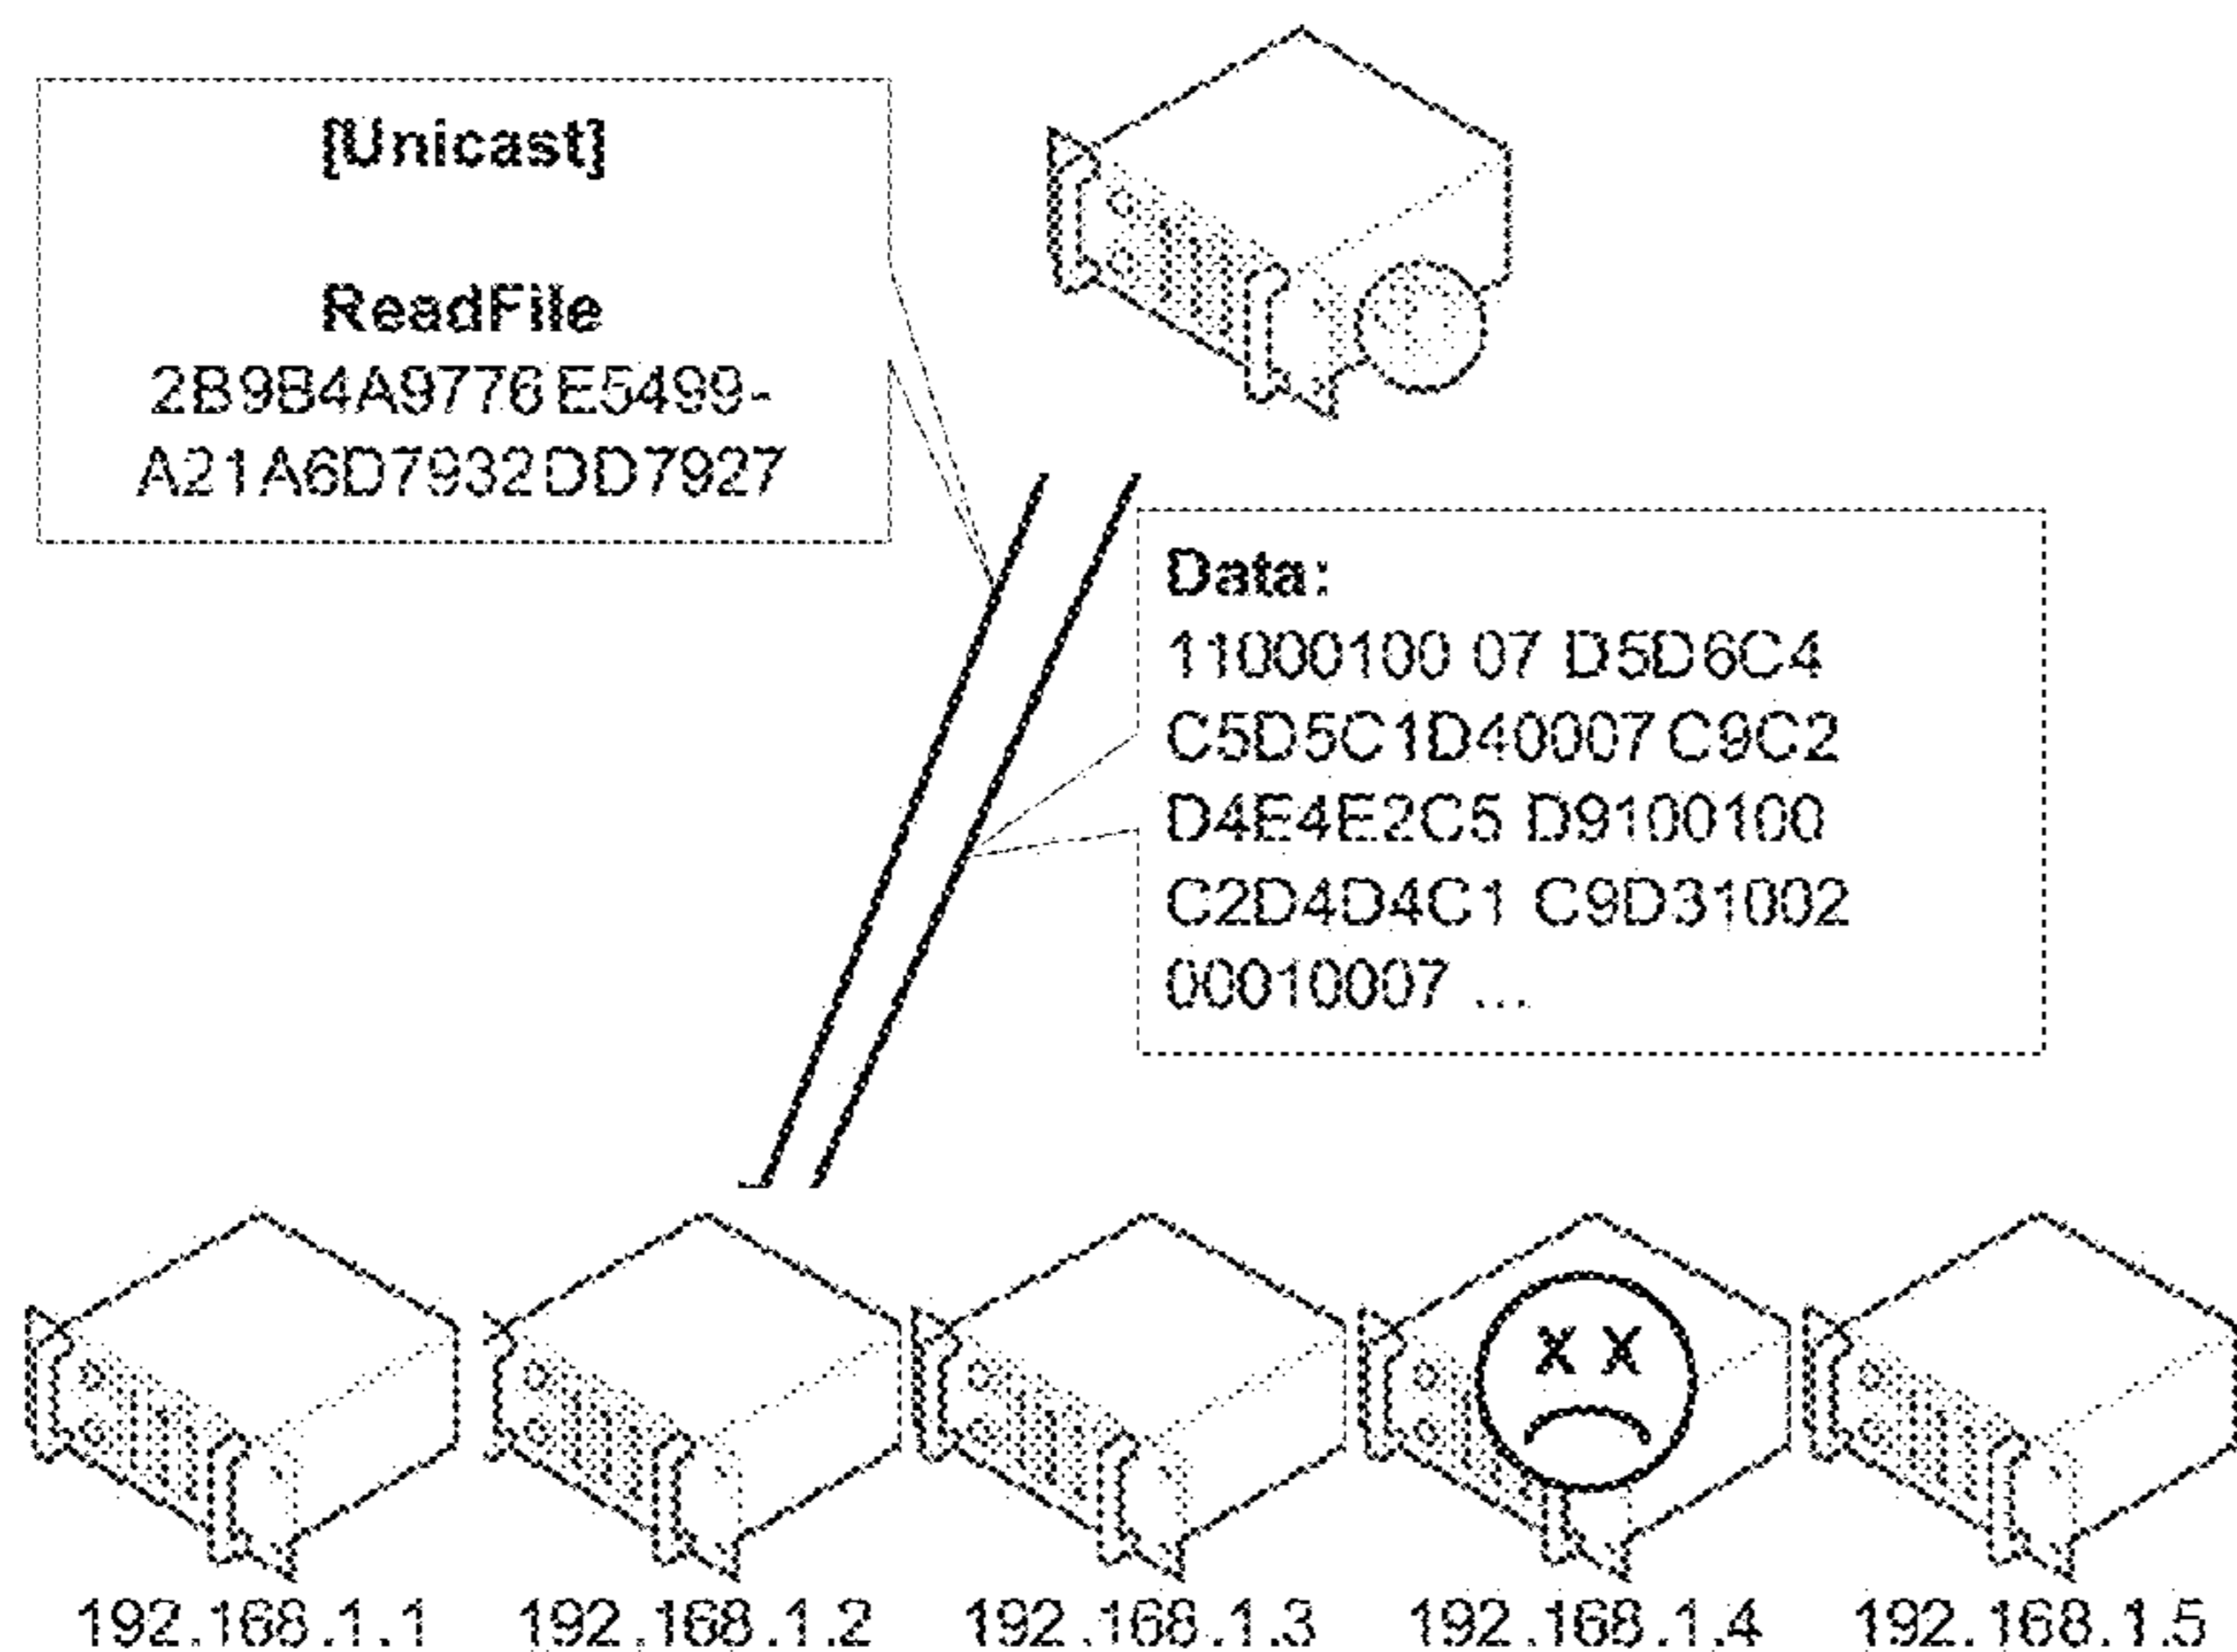 [Unicast]
ReadFile
2B9B4A9776E5499-
A21A6D7932DD7927
Data:
11000100 07 D5D6C4
C5D5C1D40007C9C2
D4E4E2C5 D9100100
C2D4D4C1 C9D31002
00010007 ...
X X
192.168.1.1 192.168.1.2 192.168.1.3 192.168.1.4 192.168.1.5